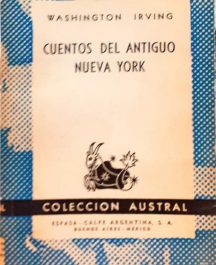 WASHINGTON IRVING
CUENTOS DEL ANTIGUO
NUEVA YORK
COLECCION AUSTRAL
ESPASA-CALPE ARGENTINA, S. A.
BUENOS AIRES-MEXICO